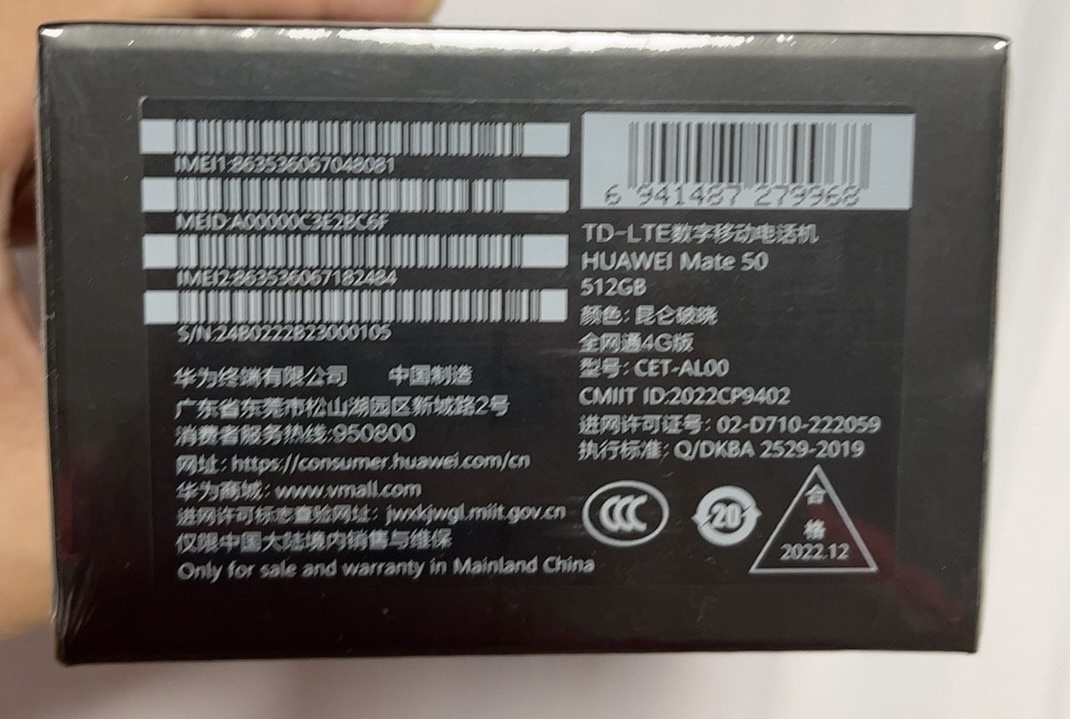 IMEI1:863536067048081
MEID:A00000C3E2BC6F
IMEI2:863536067182484
S/N:24B0222B23000105
华为终端有限公司 中国制造
广东省东莞市松山湖园区新城路2号
消费者服务热线:950800
网址: https://consumer.huawei.com/cn
华为商城: www.vmall.com
进网许可标志查验网址: jwxkjwgl.miit.gov.cn
仅限中国大陆境内销售与维保
Only for sale and warranty in Mainland China
6 941487 279968
TD-LTE数字移动电话机
HUAWEI Mate 50
512GB
颜色: 昆仑破晓
全网通4G版
型号: CET-AL00
CMIIT ID:2022CP9402
进网许可证号: 02-D710-222059
执行标准: Q/DKBA 2529-2019
CCC
20
合
格
2022.12